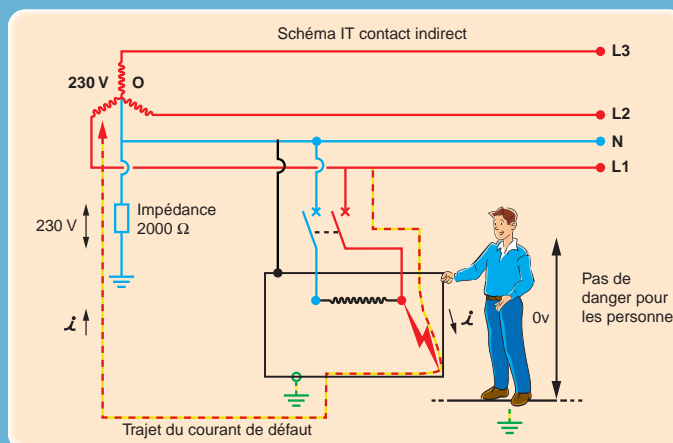 Schéma IT contact indirect
L3
230 V O
L2
N
L1
Impédance
2000 Ω
230 V
Pas de
danger pour
les personne
0v
i
i
Trajet du courant de défaut